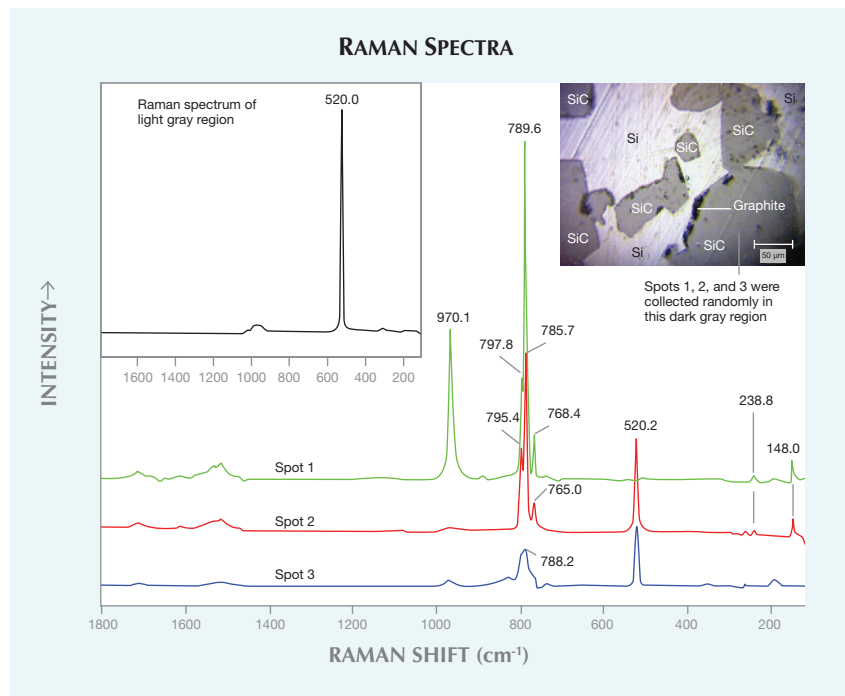 RAMAN SPECTRA
Raman spectrum of
light gray region
520.0
1600 1400 1200 1000 800 600 400 200
789.6
970.1
797.8
785.7
795.4
768.4
765.0
520.2
238.8
148.0
788.2
Spot 1
Spot 2
Spot 3
SiC
Si
Si
SiC
SiC
SiC
Graphite
SiC
SiC
Si
50 µm
Spots 1, 2, and 3 were
collected randomly in
this dark gray region
INTENSITY→
1800 1600 1400 1200 1000 800 600 400 200
RAMAN SHIFT (cm-1)